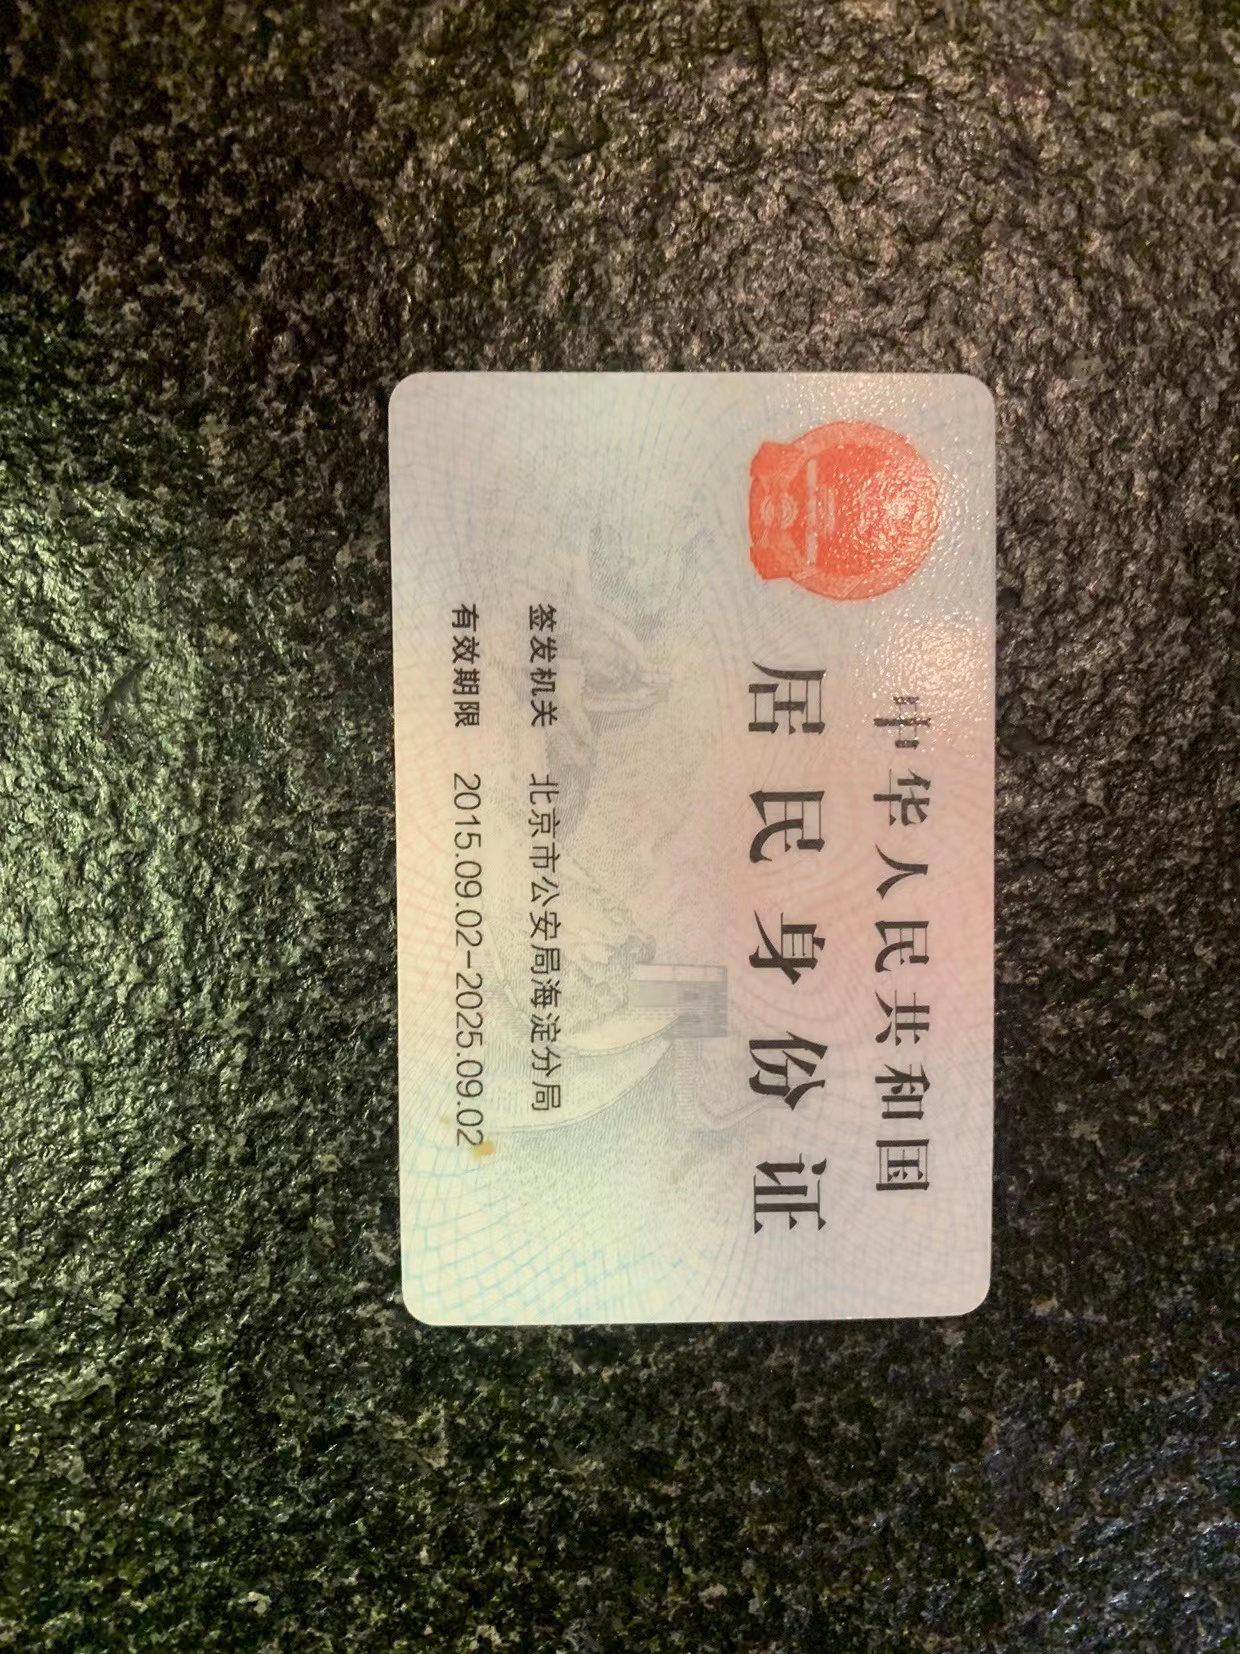 中华人民共和国
居民身份证
签发机关 北京市公安局海淀分局
有效期限 2015.09.02-2025.09.02